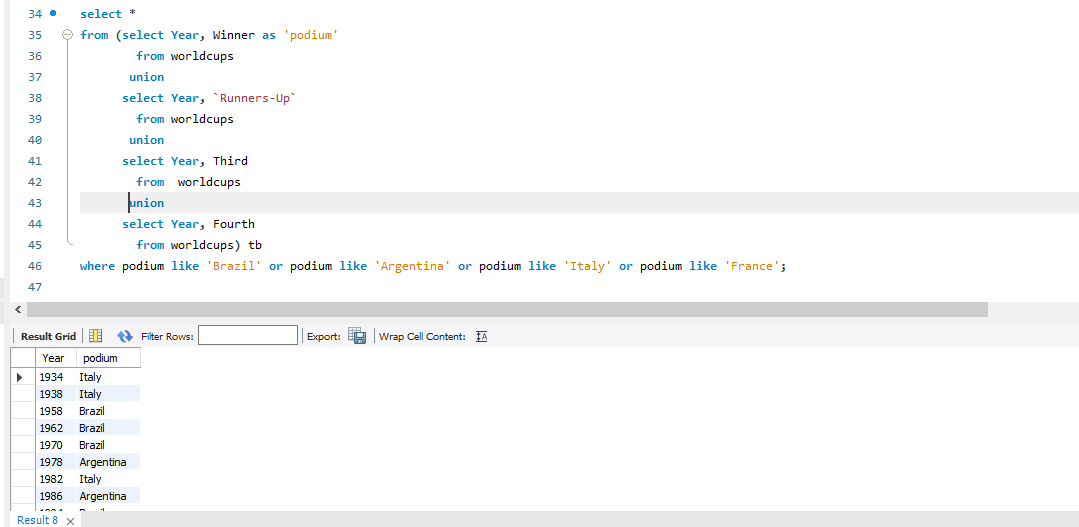 34 select *
35 from (select Year, Winner as 'podium'
36 from worldcups
37 union
38 select Year, `Runners-Up`
39 from worldcups
40 union
41 select Year, Third
42 from  worldcups
43 union
44 select Year, Fourth
45 from worldcups) tb
46 where podium like 'Brazil' or podium like 'Argentina' or podium like 'Italy' or podium like 'France';
47
Result Grid Filter Rows: Export: Wrap Cell Content:
Year podium
1934 Italy
1938 Italy
1958 Brazil
1962 Brazil
1970 Brazil
1978 Argentina
1982 Italy
1986 Argentina
Result 8